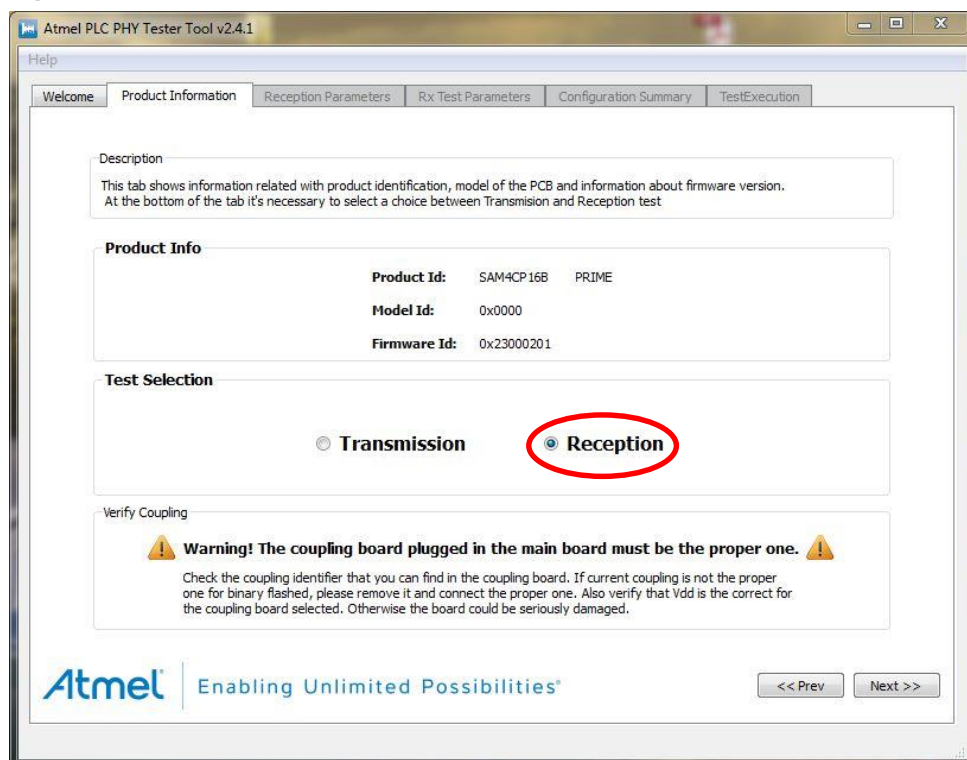 Atmel PLC PHY Tester Tool v2.4.1
Help
Welcome Product Information Reception Parameters Rx Test Parameters Configuration Summary TestExecution
Description
This tab shows information related with product identification, model of the PCB and information about firmware version.
At the bottom of the tab it's necessary to select a choice between Transmision and Reception test
Product Info
Product Id: SAM4CP16B PRIME
Model Id: 0x0000
Firmware Id: 0x23000201
Test Selection
Transmission Reception
Verify Coupling
Warning! The coupling board plugged in the main board must be the proper one.
Check the coupling identifier that you can find in the coupling board. If current coupling is not the proper
one for binary flashed, please remove it and connect the proper one. Also verify that Vdd is the correct for
the coupling board selected. Otherwise the board could be seriously damaged.
Atmel Enabling Unlimited Possibilities®
<< Prev Next >>